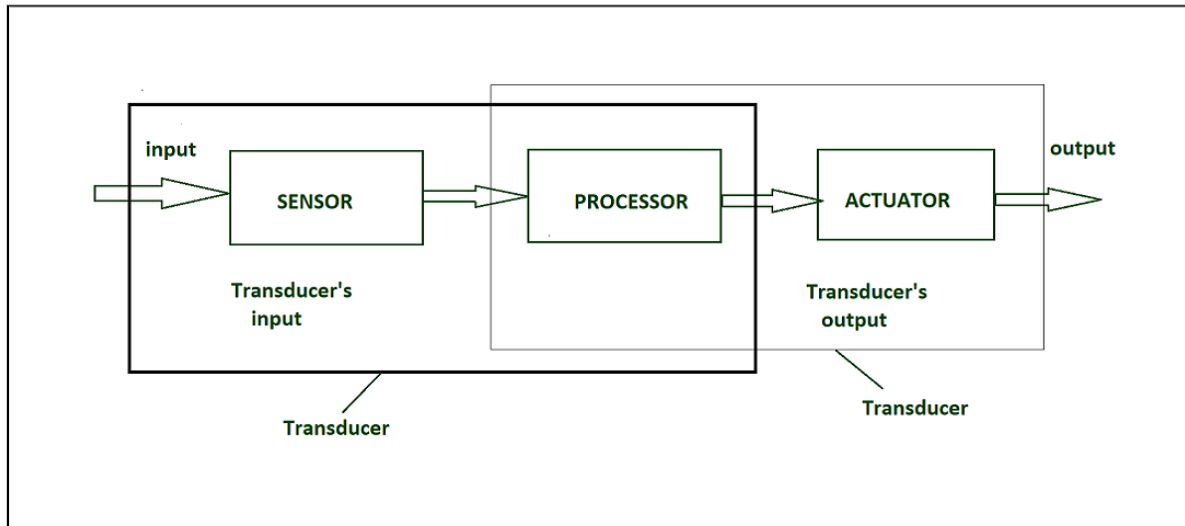 input
output
SENSOR
PROCESSOR
ACTUATOR
Transducer's
input
Transducer's
output
Transducer
Transducer